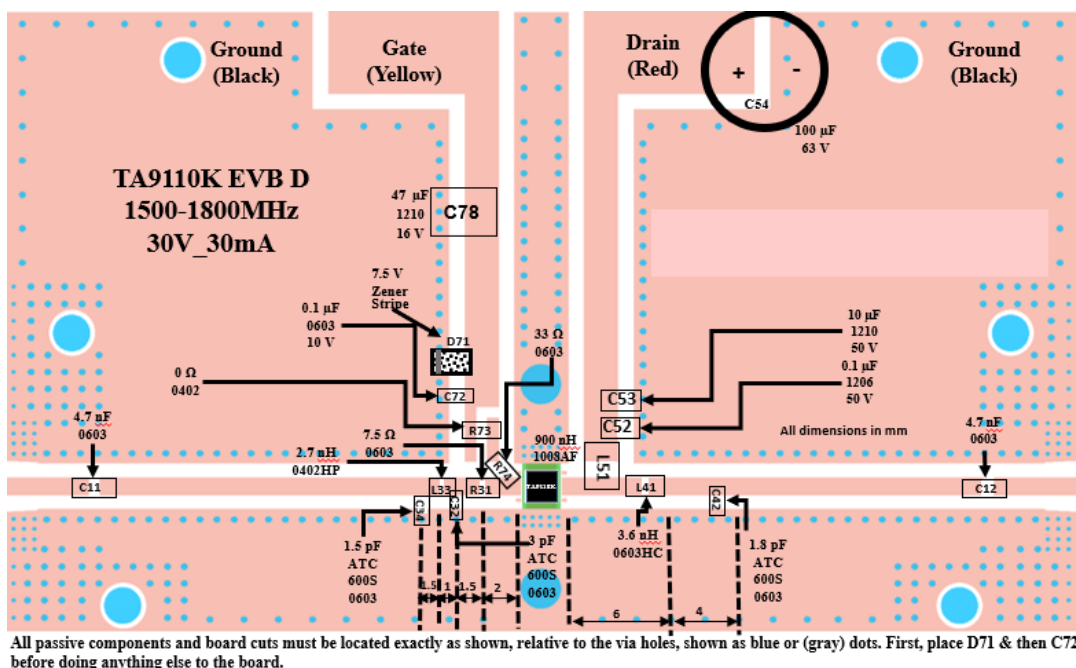 Ground
(Black)
Gate
(Yellow)
Drain
(Red)
Ground
(Black)
+ -
C54
100 µF
63 V
TA9110K EVB D
1500-1800MHz
30V_30mA
47 µF
1210
16 V
C78
7.5 V
Zener
Stripe
D71
0.1 µF
0603
10 V
C72
33 Ω
0603
10 µF
1210
50 V
0.1 µF
1206
50 V
0 Ω
0402
R73
C53
C52
All dimensions in mm
4.7 nF
0603
7.5 Ω
0603
2.7 nH
0402HP
R74
900 nH
1008AF
L51
4.7 nF
0603
C11
L33
R31
TA9110K
L41
C12
C34
C32
C42
1.5 pF
ATC
600S
0603
3 pF
ATC
600S
0603
3.6 nH
0603HC
1.8 pF
ATC
600S
0603
1.5
1
1.5
2
6
4
All passive components and board cuts must be located exactly as shown, relative to the via holes, shown as blue or (gray) dots. First, place D71 & then C72
before doing anything else to the board.